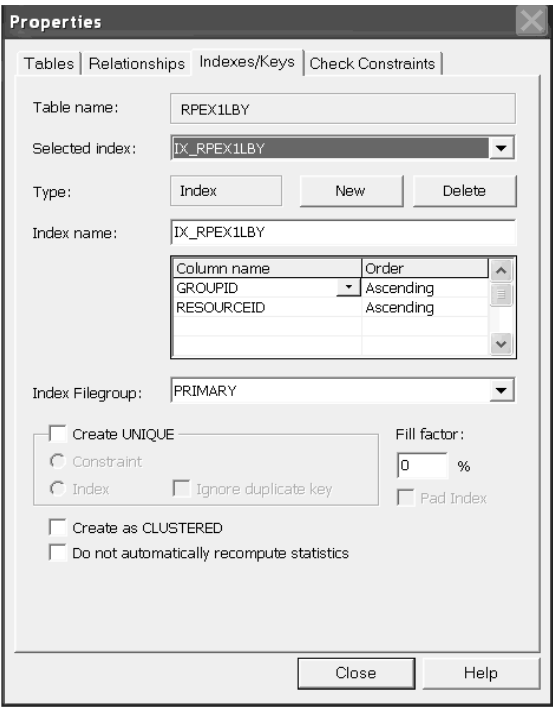 Properties
Tables Relationships Indexes/Keys Check Constraints
Table name: RPEX1LBY
Selected index: IX_RPEX1LBY
Type: Index New Delete
Index name: IX_RPEX1LBY
Column name Order
GROUPID Ascending
RESOURCEID Ascending
Index Filegroup: PRIMARY
Create UNIQUE Fill factor:
Constraint 0 %
Index Ignore duplicate key Pad Index
Create as CLUSTERED
Do not automatically recompute statistics
Close Help